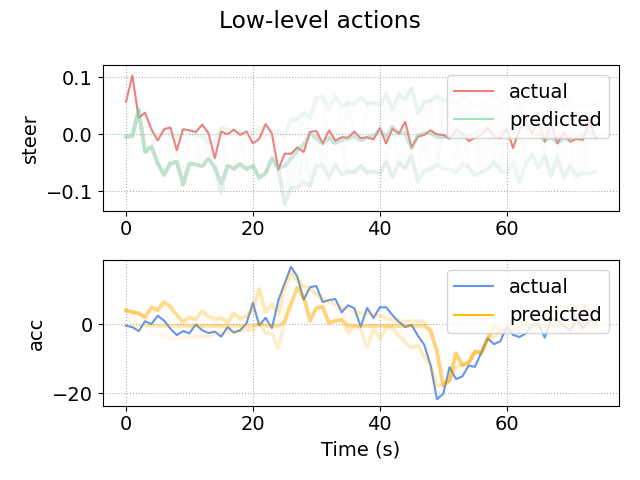 Low-level actions
0.1
0.0
−0.1
steer
actual
predicted
0
20
40
60
0
−20
acc
actual
predicted
0
20
40
60
Time (s)